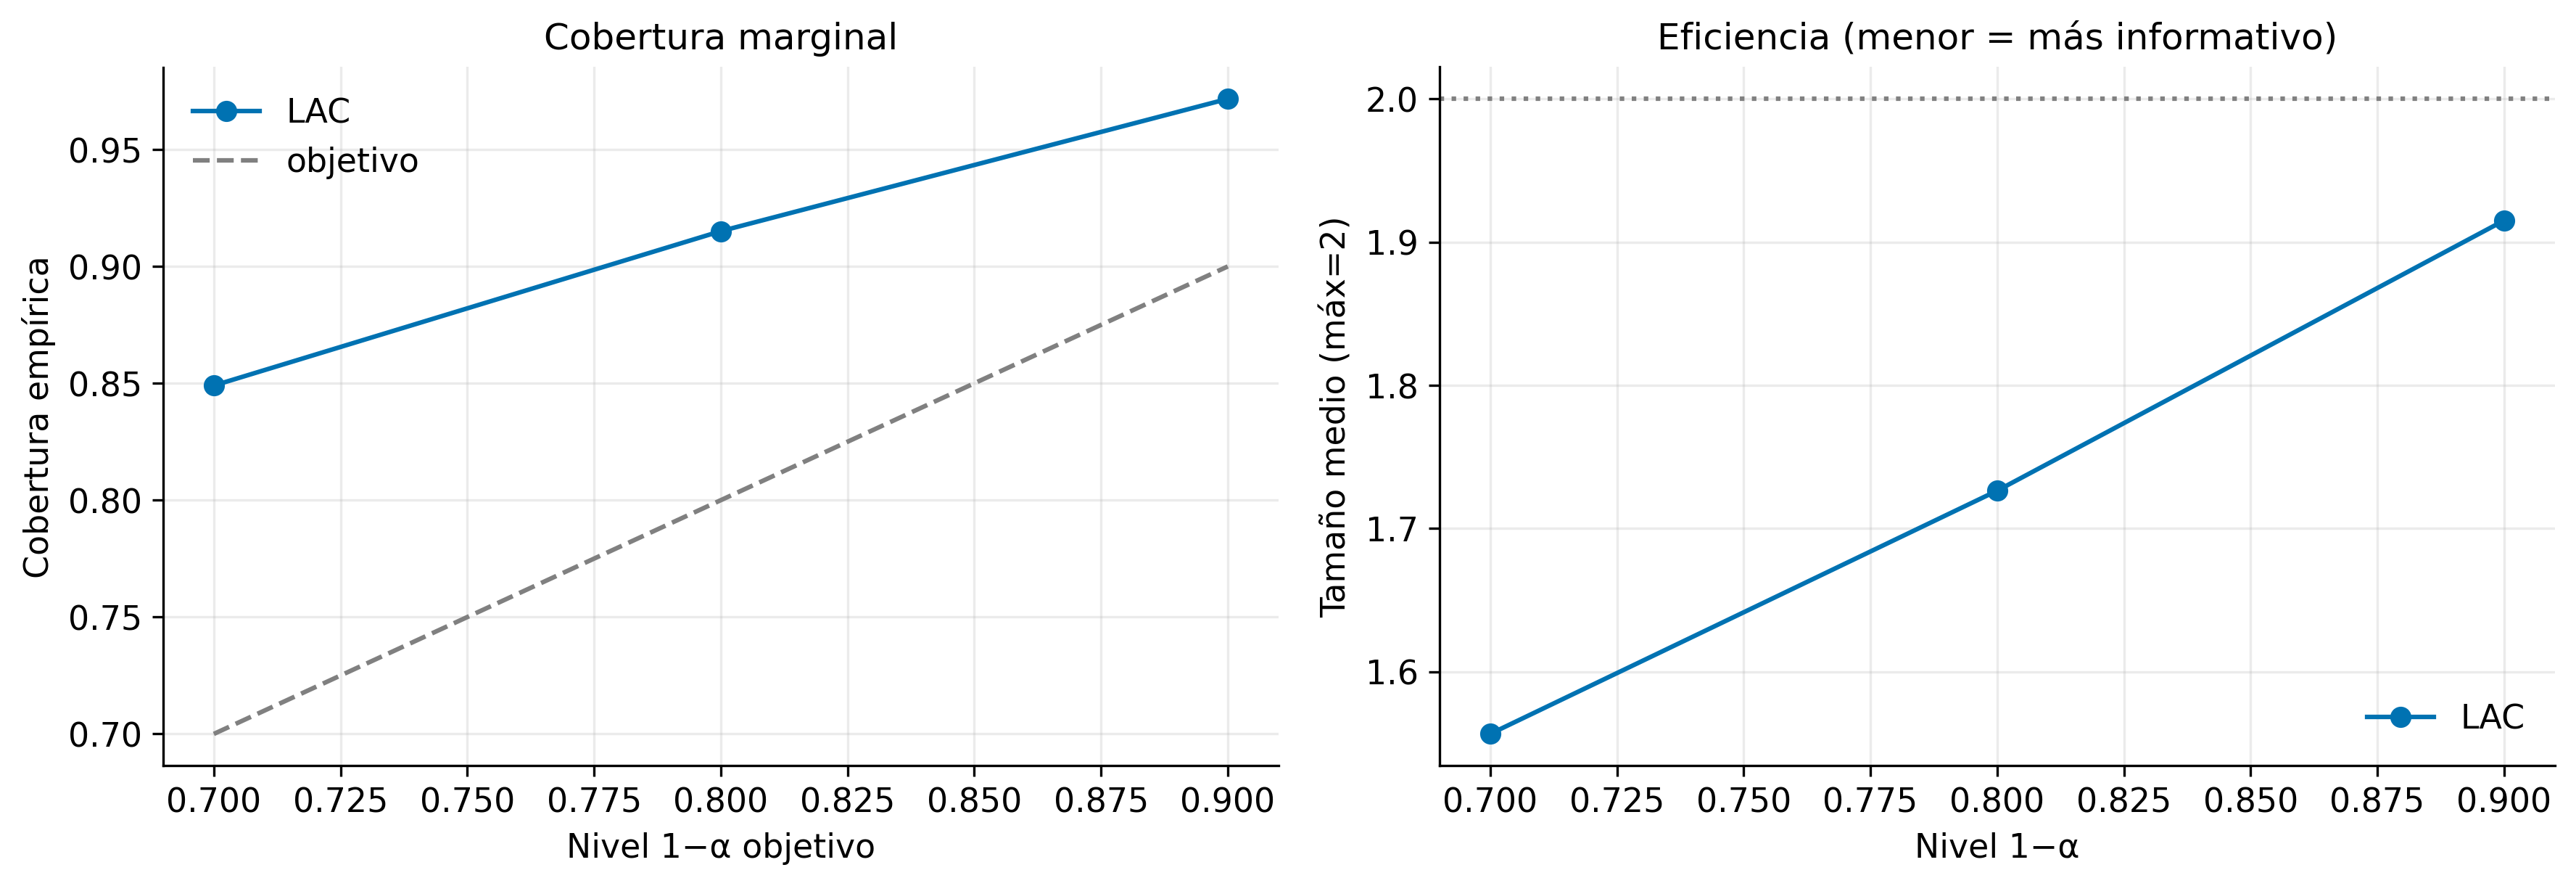 Cobertura marginal
LAC
objetivo
Cobertura empírica
0.95
0.90
0.85
0.80
0.75
0.70
0.700 0.725 0.750 0.775 0.800 0.825 0.850 0.875 0.900
Nivel 1−α objetivo
Eficiencia (menor = más informativo)
Tamaño medio (máx=2)
2.0
1.9
1.8
1.7
1.6
LAC
0.700 0.725 0.750 0.775 0.800 0.825 0.850 0.875 0.900
Nivel 1−α